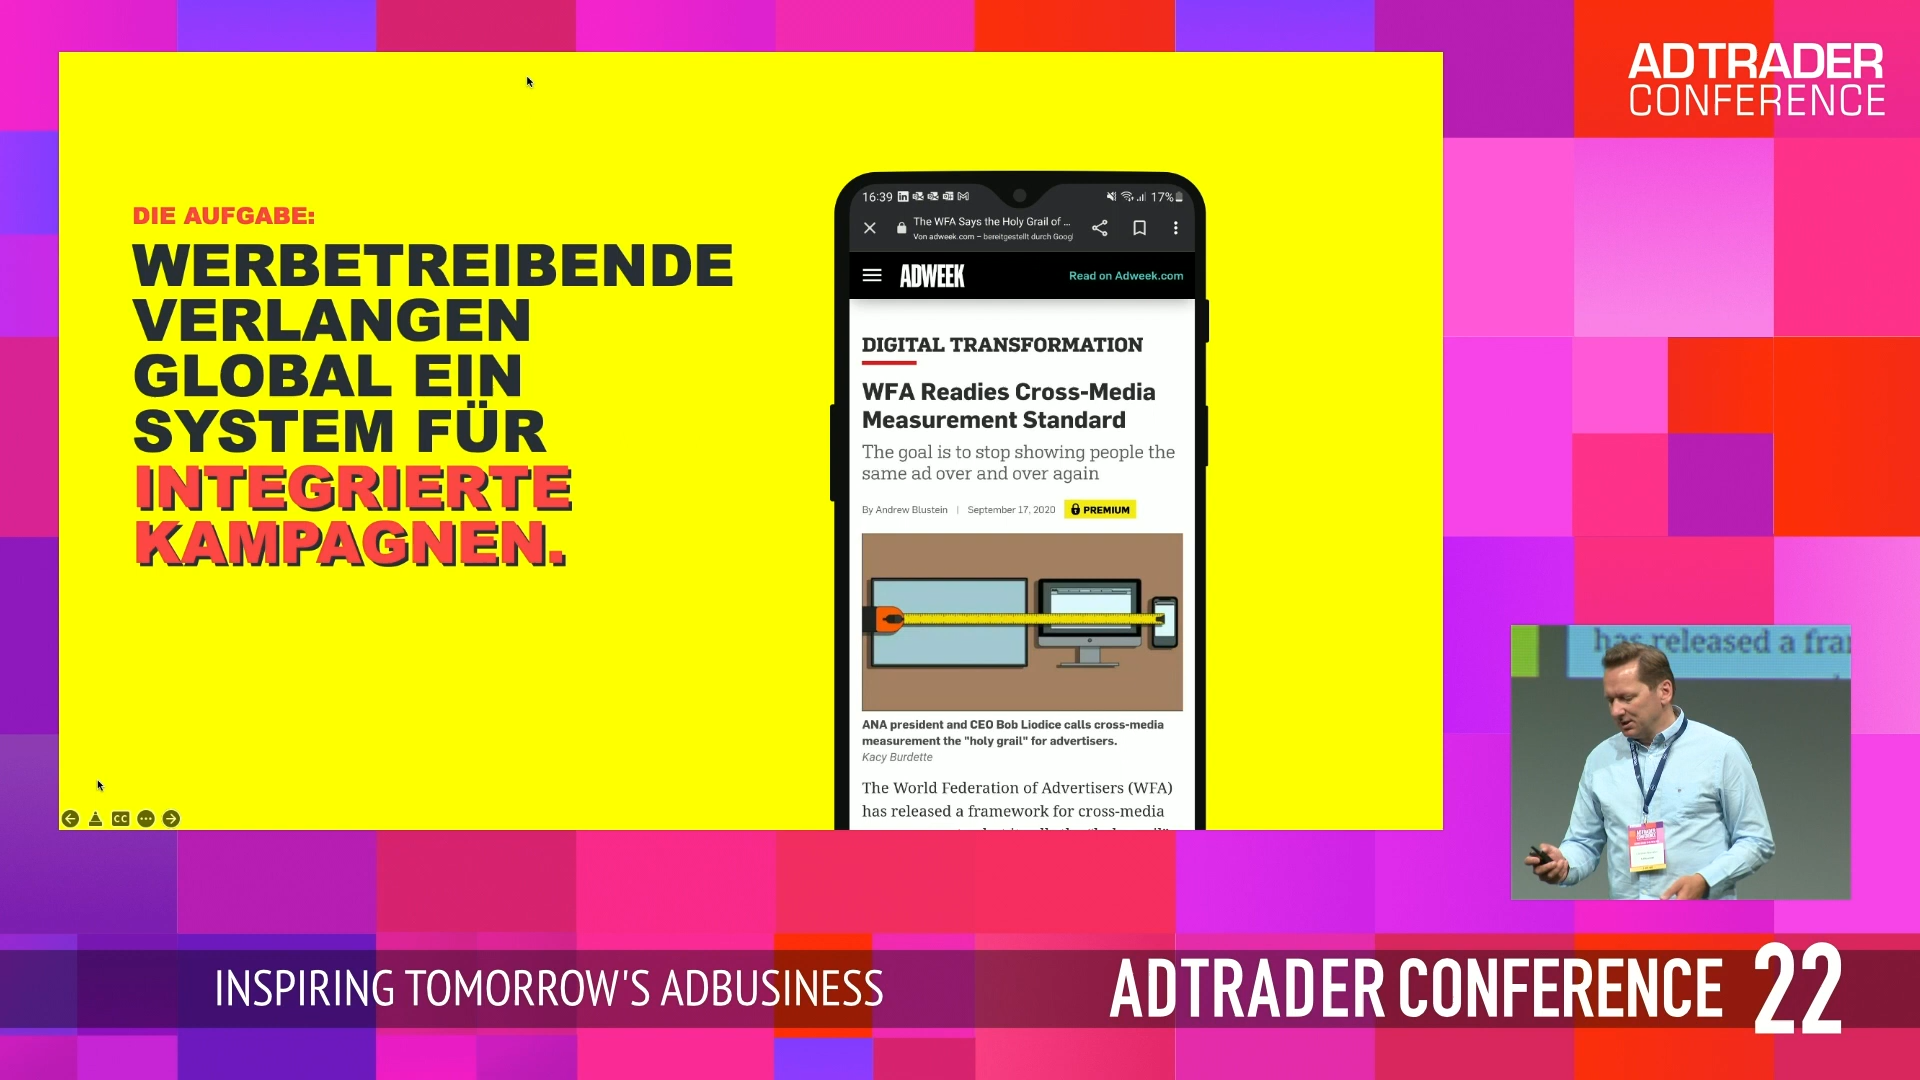 ADTRADER
CONFERENCE
DIE AUFGABE:
WERBETREIBENDE
VERLANGEN
GLOBAL EIN
SYSTEM FÜR
INTEGRIERTE
KAMPAGNEN.
16:39
17%
The WFA Says the Holy Grail of ...
Von adweek.com – bereitgestellt durch Googl
ADWEEK
Read on Adweek.com
DIGITAL TRANSFORMATION
WFA Readies Cross-Media
Measurement Standard
The goal is to stop showing people the
same ad over and over again
By Andrew Blustein | September 17, 2020 PREMIUM
ANA president and CEO Bob Liodice calls cross-media
measurement the "holy grail" for advertisers.
Kacy Burdette
The World Federation of Advertisers (WFA)
has released a framework for cross-media
CC
has released a fra
INSPIRING TOMORROW'S ADBUSINESS
ADTRADER CONFERENCE 22